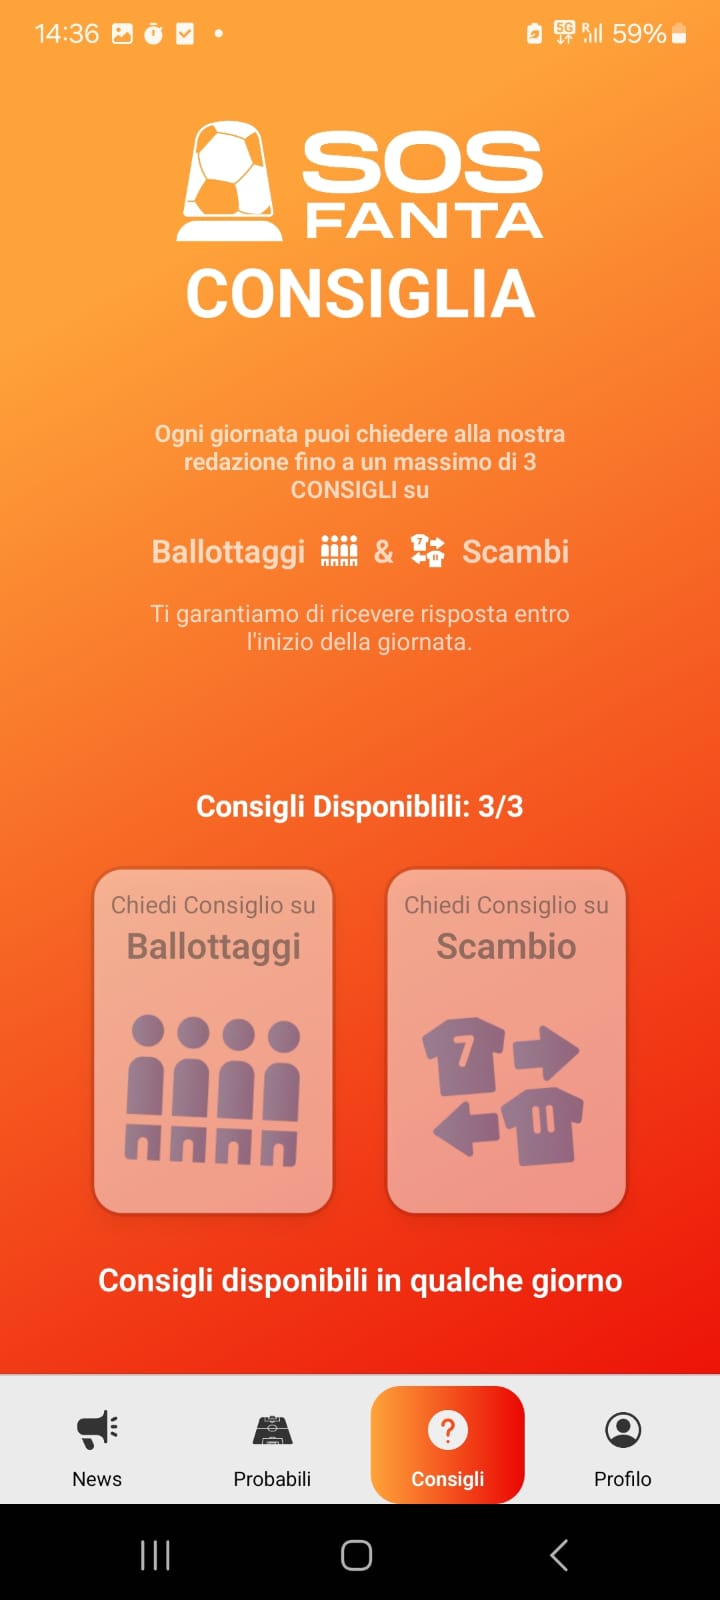 14:36
5G R 59%
SOS
FANTA
CONSIGLIA
Ogni giornata puoi chiedere alla nostra
redazione fino a un massimo di 3
CONSIGLI su
Ballottaggi & Scambi
Ti garantiamo di ricevere risposta entro
l'inizio della giornata.
Consigli Disponiblili: 3/3
Chiedi Consiglio su
Ballottaggi
Chiedi Consiglio su
Scambio
7
11
Consigli disponibili in qualche giorno
News
Probabili
Consigli
Profilo